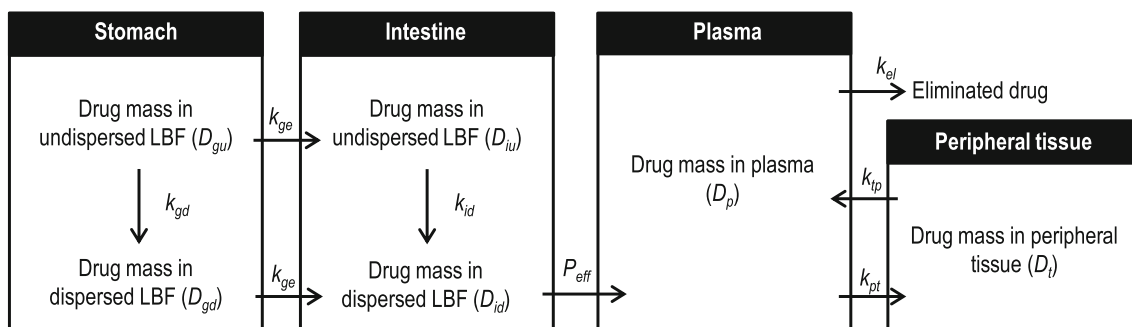 Stomach
Intestine
Plasma
Drug mass in
undispersed LBF (Dgu)
kge
Drug mass in
undispersed LBF (Diu)
kgd
kid
Drug mass in
dispersed LBF (Dgd)
kge
Drug mass in
dispersed LBF (Did)
Peff
Drug mass in plasma
(Dp)
kel
Eliminated drug
Peripheral tissue
ktp
Drug mass in peripheral
tissue (Dt)
kpt